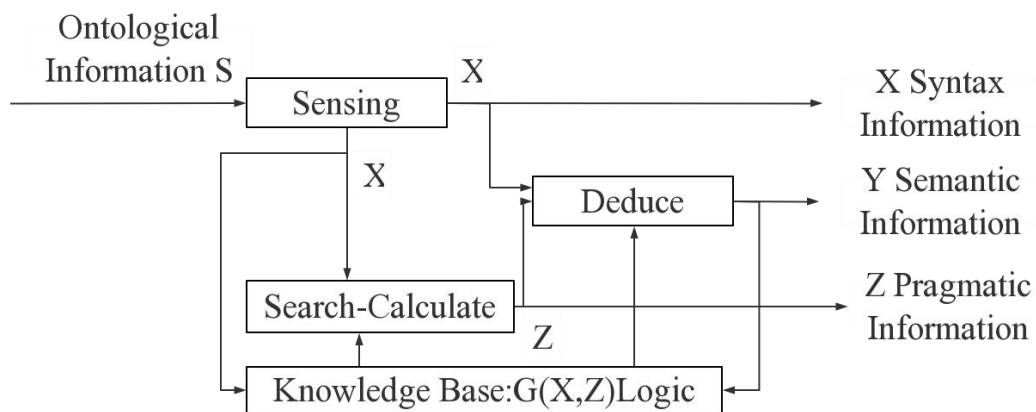 Ontological
Information S
X
Sensing
X Syntax
Information
X
Deduce
Y Semantic
Information
Search-Calculate
Z
Z Pragmatic
Information
Knowledge Base:G(X,Z)Logic